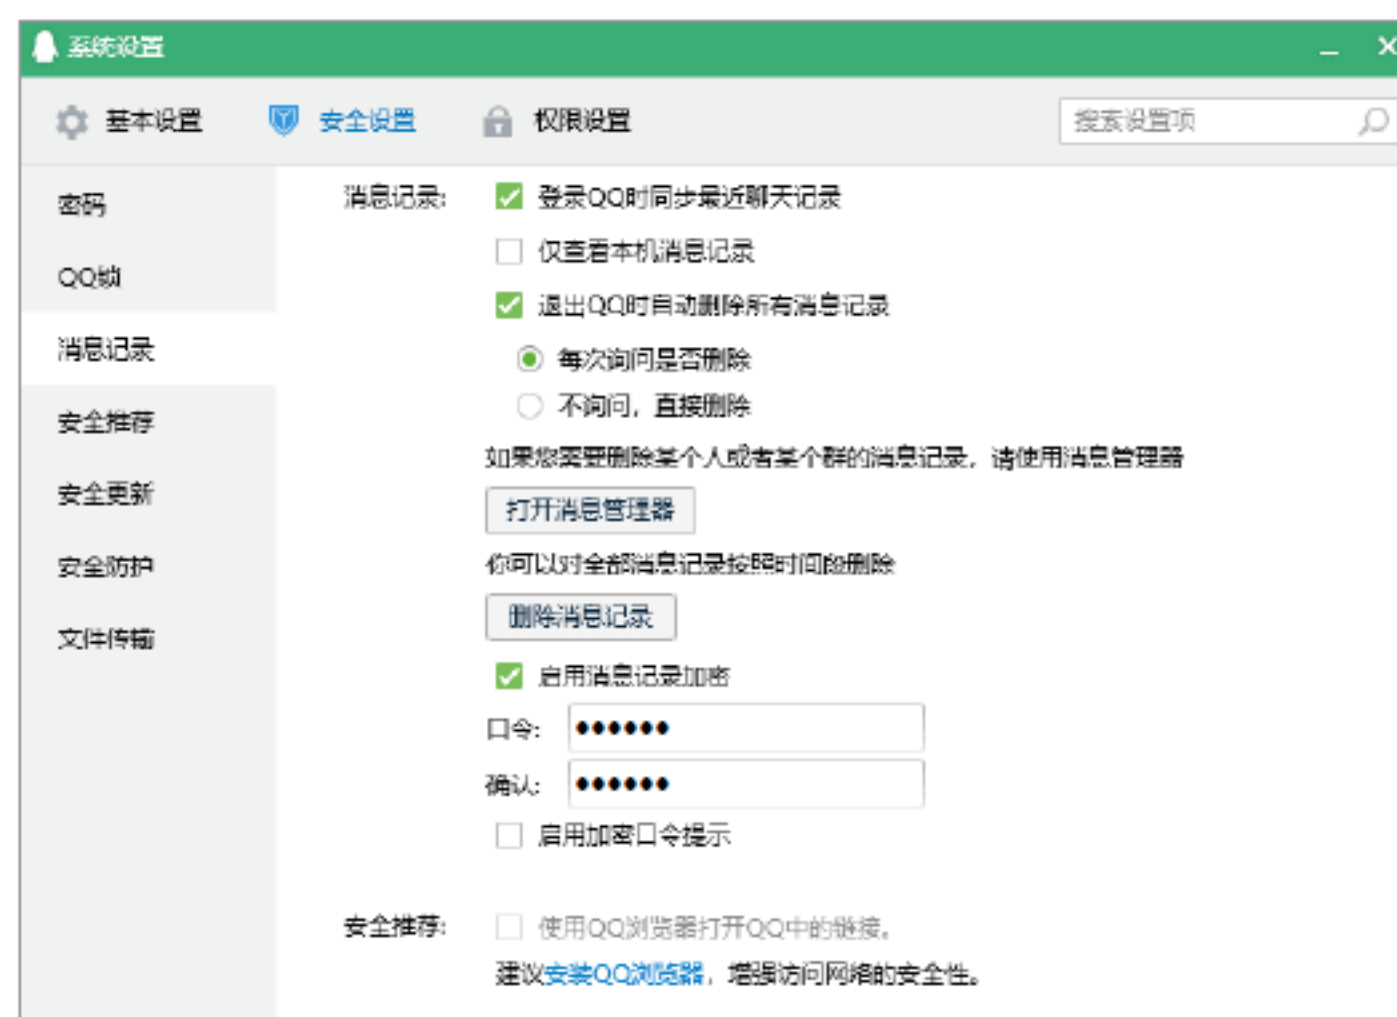 系统设置
基本设置 安全设置 权限设置 搜索设置项
密码
QQ锁
消息记录
安全推荐
安全更新
安全防护
文件传输
消息记录: 登录QQ时同步最近聊天记录
仅查看本机消息记录
退出QQ时自动删除所有消息记录
每次询问是否删除
不询问，直接删除
如果您需要删除某个人或者某个群的消息记录，请使用消息管理器
打开消息管理器
你可以对全部消息记录按照时间段删除
删除消息记录
启用消息记录加密
口令: ●●●●●●
确认: ●●●●●●
启用加密口令提示
安全推荐: 使用QQ浏览器打开QQ中的链接。
建议安装QQ浏览器，增强访问网络的安全性。